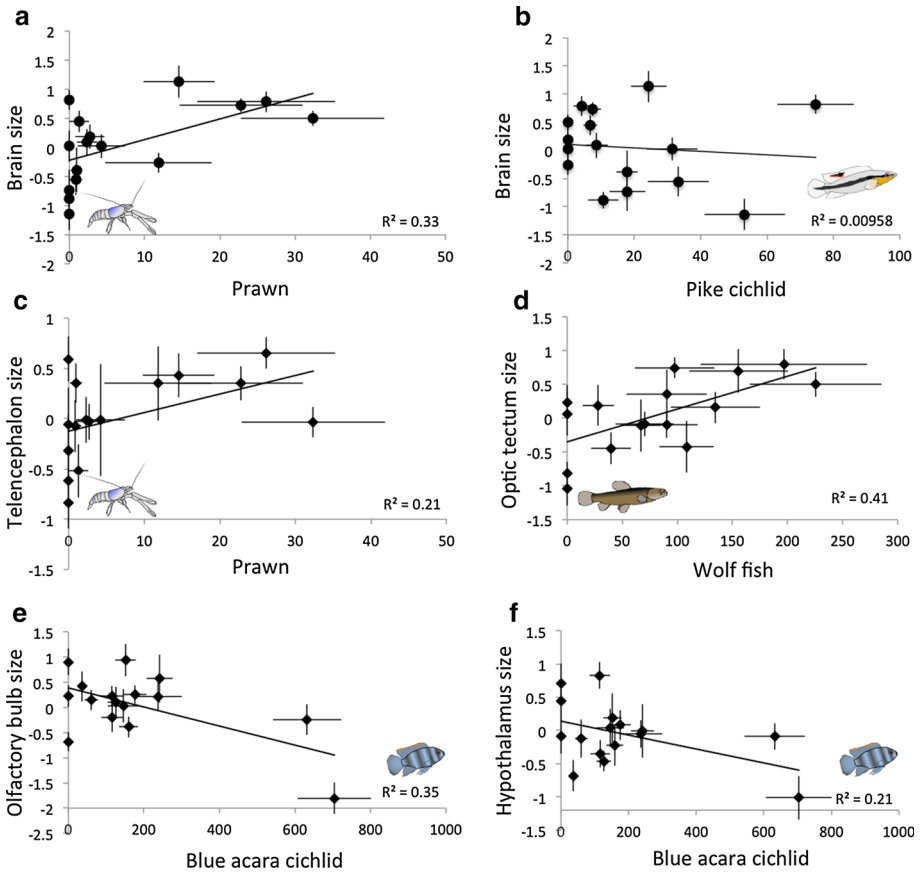 a
Brain size
2
1.5
1
0.5
0
-0.5
-1
-1.5
-2
0 10 20 30 40 50
R² = 0.33
Prawn
b
Brain size
2
1.5
1
0.5
0
-0.5
-1
-1.5
-2
0 20 40 60 80 100
R² = 0.00958
Pike cichlid
c
Telencephalon size
1
0.5
0
-0.5
-1
-1.5
0 10 20 30 40 50
R² = 0.21
Prawn
d
Optic tectum size
1.5
1
0.5
0
-0.5
-1
-1.5
0 50 100 150 200 250 300
R² = 0.41
Wolf fish
e
Olfactory bulb size
1.5
1
0.5
0
-0.5
-1
-1.5
-2
-2.5
0 200 400 600 800 1000
R² = 0.35
Blue acara cichlid
f
Hypothalamus size
1.5
1
0.5
0
-0.5
-1
-1.5
0 200 400 600 800 1000
R² = 0.21
Blue acara cichlid